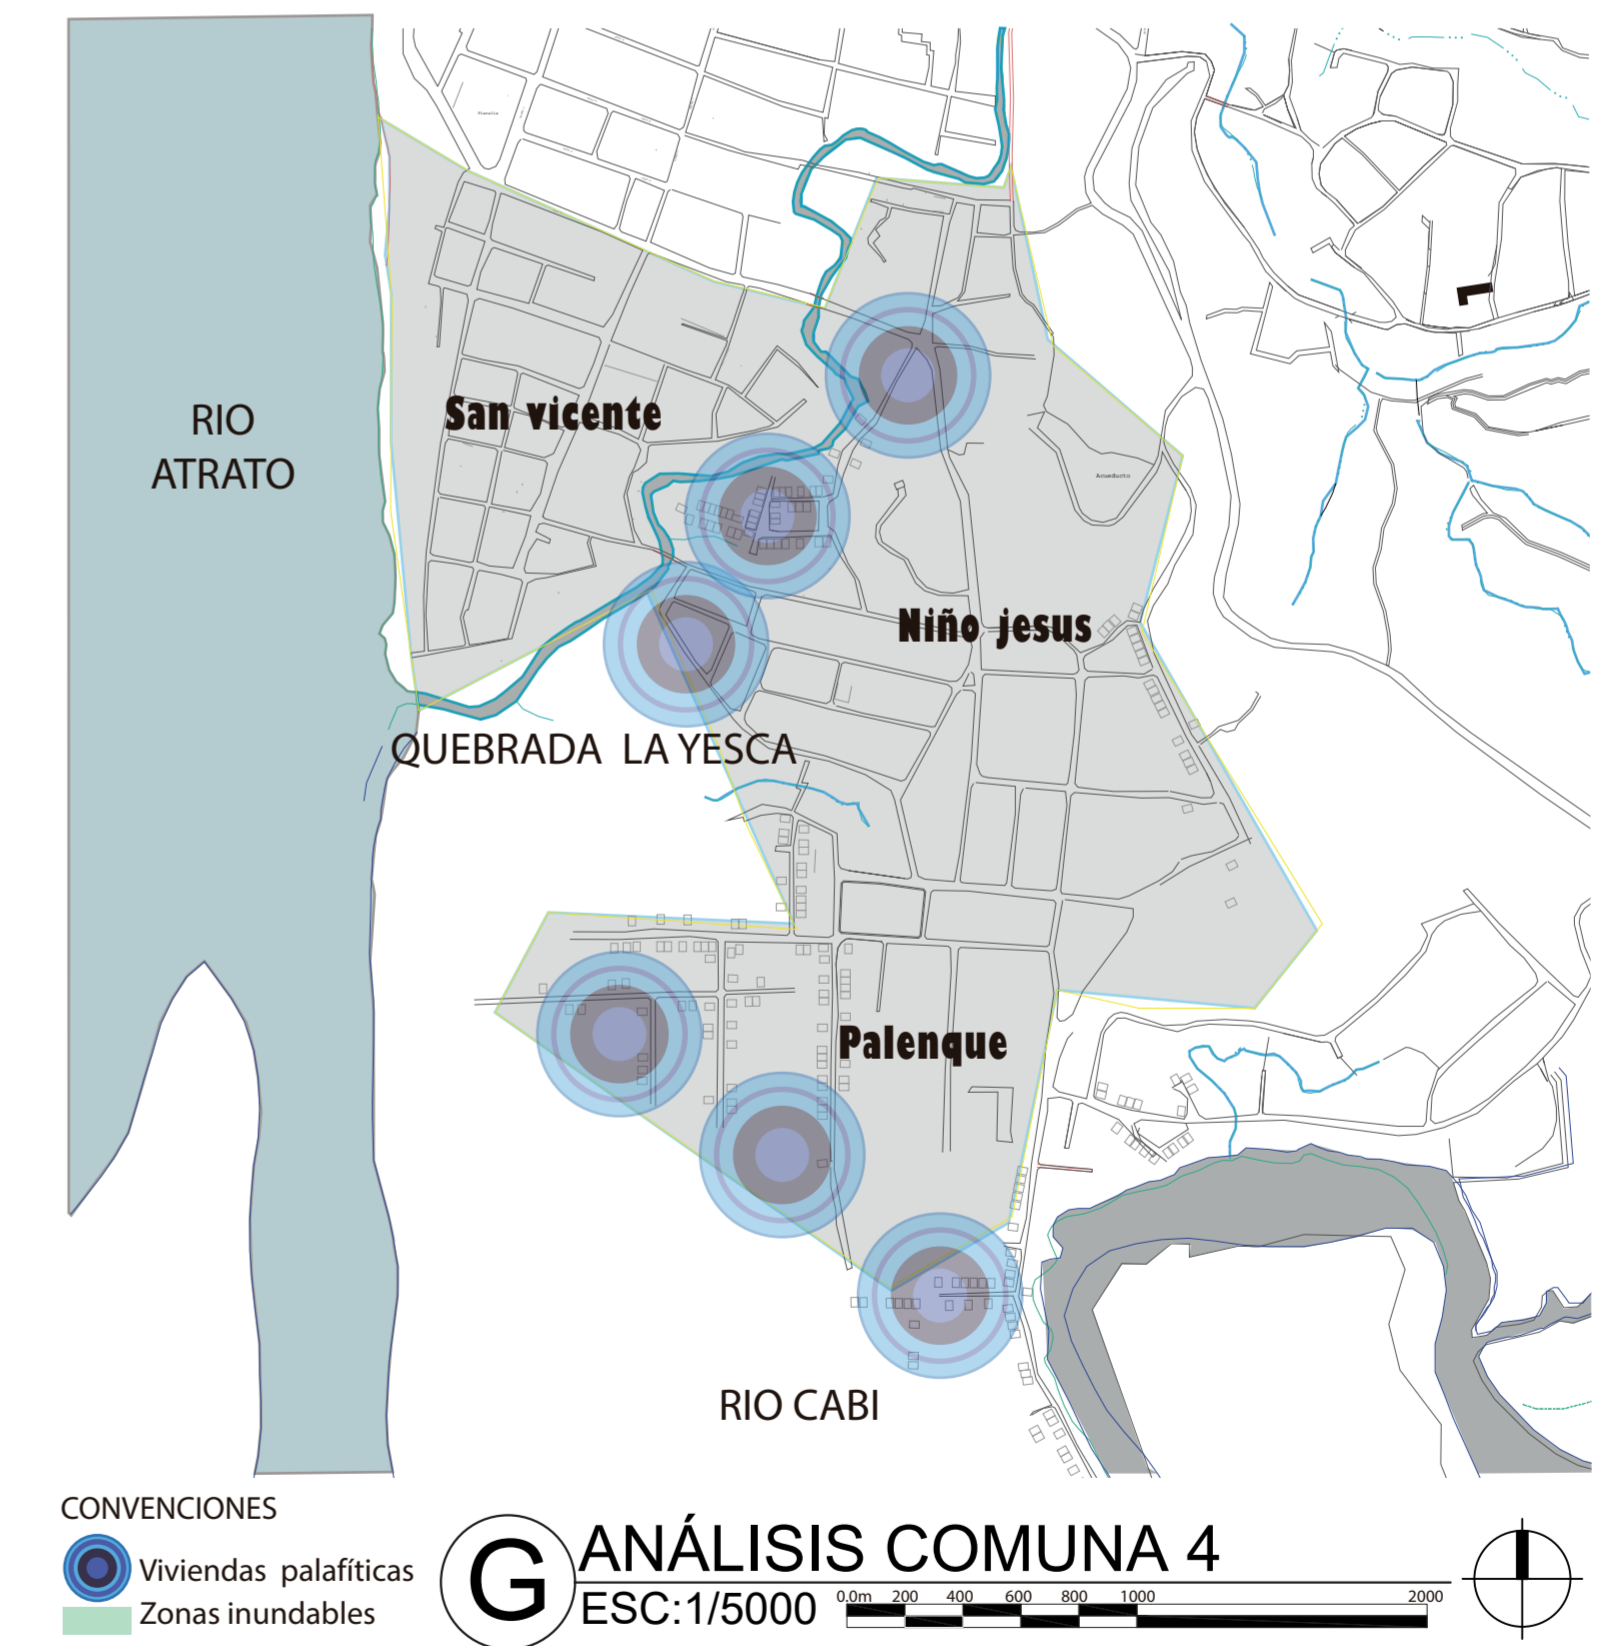 RIO
ATRATO
San vicente
Acueducto
Niño jesus
QUEBRADA LA YESCA
Palenque
RIO CABI
CONVENCIONES
Viviendas palafíticas
Zonas inundables
G
ANÁLISIS COMUNA 4
ESC:1/5000
0.0m 200 400 600 800 1000 2000